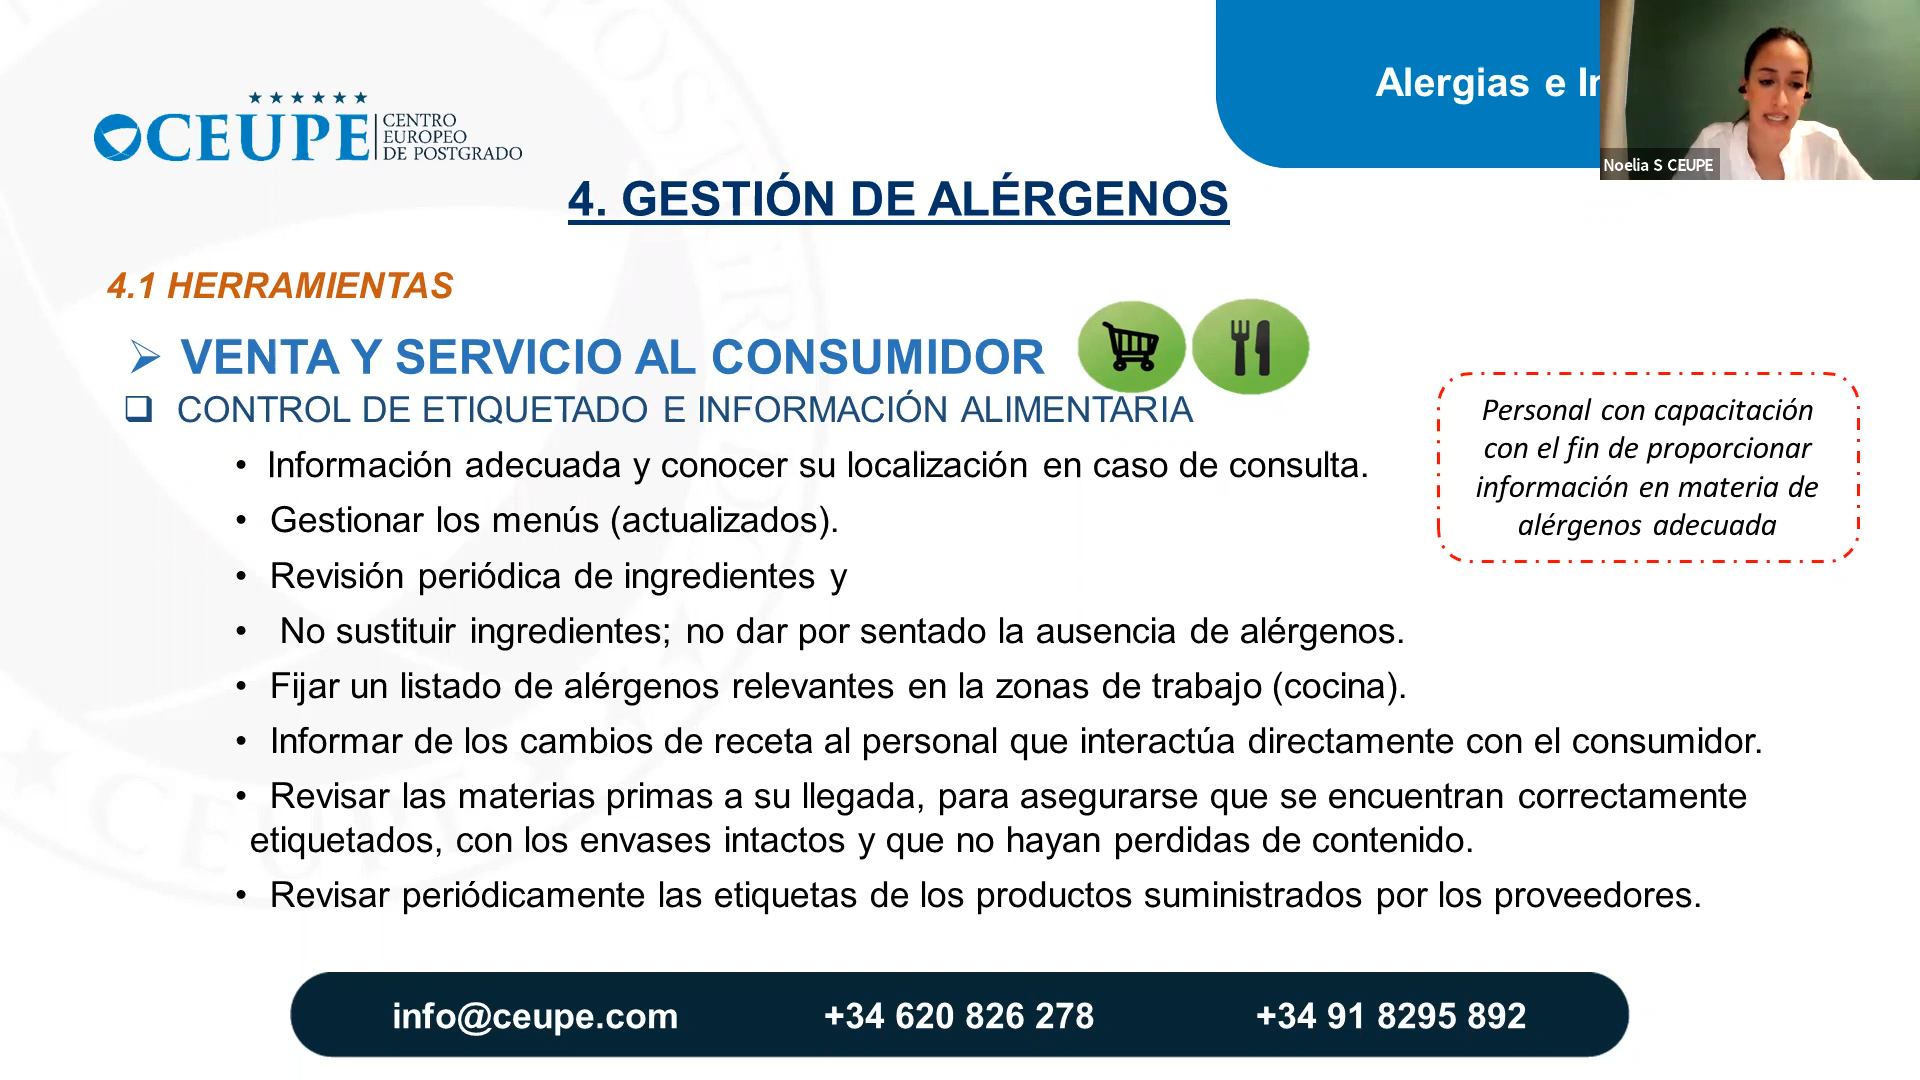 CEUPE
CENTRO
EUROPEO
DE POSTGRADO
Alergias e In
Noelia S CEUPE
4. GESTIÓN DE ALÉRGENOS
4.1 HERRAMIENTAS
VENTA Y SERVICIO AL CONSUMIDOR
CONTROL DE ETIQUETADO E INFORMACIÓN ALIMENTARIA
Personal con capacitación
con el fin de proporcionar
información en materia de
alérgenos adecuada
• Información adecuada y conocer su localización en caso de consulta.
• Gestionar los menús (actualizados).
• Revisión periódica de ingredientes y
• No sustituir ingredientes; no dar por sentado la ausencia de alérgenos.
• Fijar un listado de alérgenos relevantes en la zonas de trabajo (cocina).
• Informar de los cambios de receta al personal que interactúa directamente con el consumidor.
• Revisar las materias primas a su llegada, para asegurarse que se encuentran correctamente
etiquetados, con los envases intactos y que no hayan perdidas de contenido.
• Revisar periódicamente las etiquetas de los productos suministrados por los proveedores.
info@ceupe.com +34 620 826 278 +34 91 8295 892